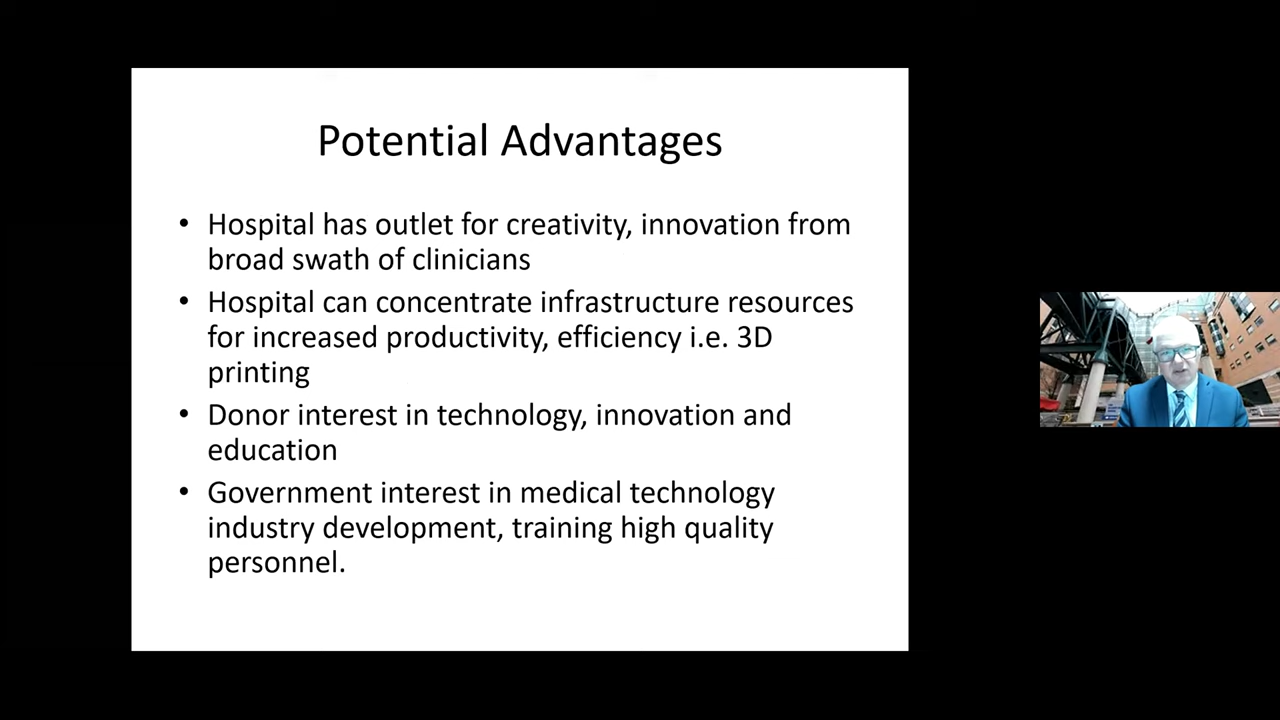 Potential Advantages
• Hospital has outlet for creativity, innovation from
broad swath of clinicians
• Hospital can concentrate infrastructure resources
for increased productivity, efficiency i.e. 3D
printing
• Donor interest in technology, innovation and
education
• Government interest in medical technology
industry development, training high quality
personnel.